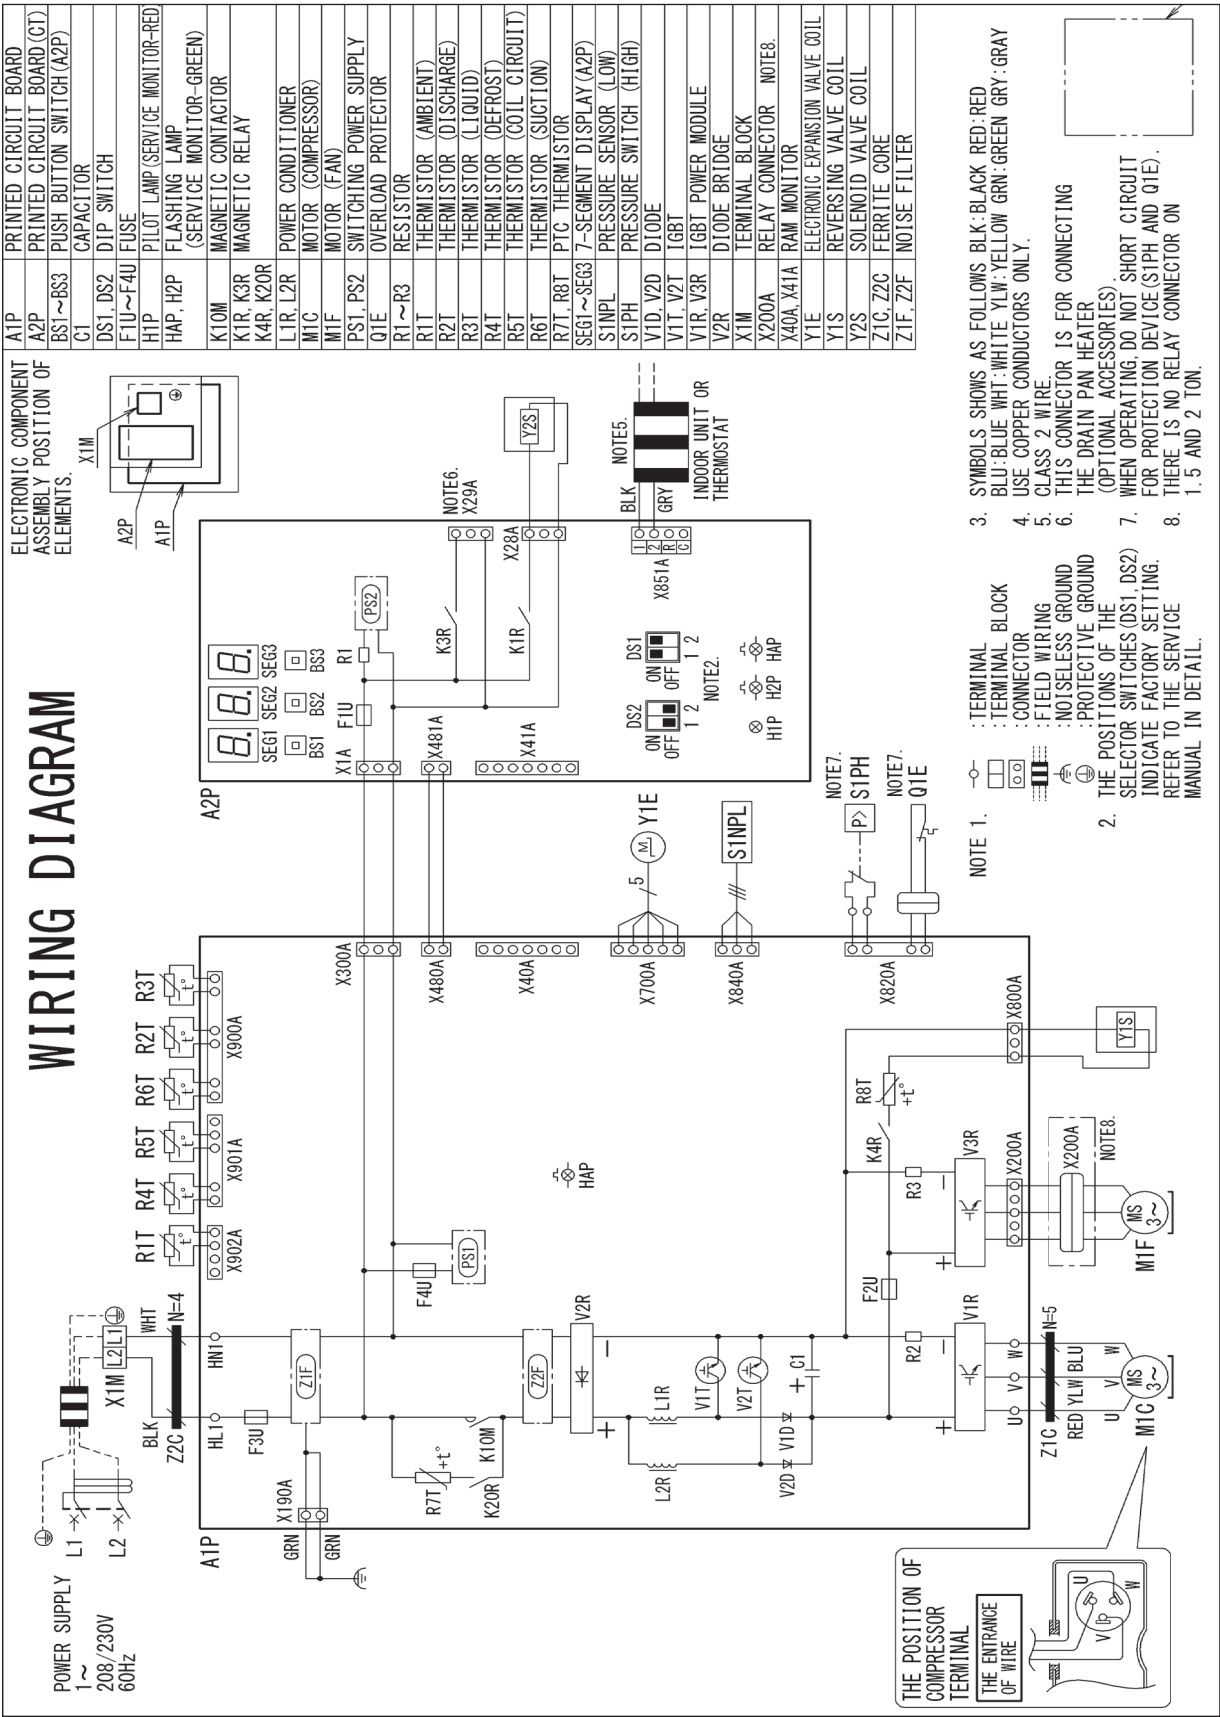 WIRING DIAGRAM
POWER SUPPLY
1~
208/230V
60Hz
L1
L2
X1M
L2 L1
BLK
WHT
Z2C
N=4
HL1
HN1
A1P
F3U
X190A
GRN
GRN
Z1F
R7T
+t°
K20R
K10M
F4U
PS1
Z2F
V2R
L2R
L1R
V1T
V2T
V2D
V1D
C1
HAP
R1T
R4T
R5T
R6T
R2T
R3T
t°
t°
t°
t°
t°
t°
X902A
X901A
X900A
X300A
X480A
X40A
X700A
X840A
X820A
X800A
F2U
R2
R3
K4R
R8T
+t°
V1R
V3R
U
V
W
Z1C
N=5
RED
YLW
BLU
U
V
W
MS
3~
M1C
X200A
X200A
NOTE8.
MS
3~
M1F
Y1S
5
M
Y1E
S1NPL
NOTE7.
P>
S1PH
NOTE7.
Q1E
A2P
SEG1
SEG2
SEG3
BS1
BS2
BS3
X1A
F1U
R1
PS2
X481A
X41A
K3R
K1R
NOTE6.
X29A
X28A
Y2S
DS2
ON
OFF
1 2
DS1
ON
OFF
1 2
NOTE2.
H1P
H2P
HAP
X851A
1
2
R
C
BLK
GRY
NOTE5.
INDOOR UNIT OR
THERMOSTAT
THE POSITION OF
COMPRESSOR
TERMINAL
THE ENTRANCE
OF WIRE
U
V
W
ELECTRONIC COMPONENT
ASSEMBLY POSITION OF
ELEMENTS.
A2P
X1M
A1P
A1P PRINTED CIRCUIT BOARD
A2P PRINTED CIRCUIT BOARD(CT)
BS1~BS3 PUSH BUTTON SWITCH(A2P)
C1 CAPACITOR
DS1, DS2 DIP SWITCH
F1U~F4U FUSE
H1P PILOT LAMP(SERVICE MONITOR-RED)
HAP, H2P FLASHING LAMP
(SERVICE MONITOR-GREEN)
K10M MAGNETIC CONTACTOR
K1R, K3R MAGNETIC RELAY
K4R, K20R
L1R, L2R POWER CONDITIONER
M1C MOTOR (COMPRESSOR)
M1F MOTOR (FAN)
PS1, PS2 SWITCHING POWER SUPPLY
Q1E OVERLOAD PROTECTOR
R1~R3 RESISTOR
R1T THERMISTOR (AMBIENT)
R2T THERMISTOR (DISCHARGE)
R3T THERMISTOR (LIQUID)
R4T THERMISTOR (DEFROST)
R5T THERMISTOR (COIL CIRCUIT)
R6T THERMISTOR (SUCTION)
R7T, R8T PTC THERMISTOR
SEG1~SEG3 7-SEGMENT DISPLAY(A2P)
S1NPL PRESSURE SENSOR (LOW)
S1PH PRESSURE SWITCH (HIGH)
V1D, V2D DIODE
V1T, V2T IGBT
V1R, V3R IGBT POWER MODULE
V2R DIODE BRIDGE
X1M TERMINAL BLOCK
X200A RELAY CONNECTOR NOTE8.
X40A, X41A RAM MONITOR
Y1E ELECTRONIC EXPANSION VALVE COIL
Y1S REVERSING VALVE COIL
Y2S SOLENOID VALVE COIL
Z1C, Z2C FERRITE CORE
Z1F, Z2F NOISE FILTER
NOTE 1.
:TERMINAL
:TERMINAL BLOCK
:CONNECTOR
:FIELD WIRING
:NOISELESS GROUND
:PROTECTIVE GROUND
2. THE POSITIONS OF THE
SELECTOR SWITCHES(DS1, DS2)
INDICATE FACTORY SETTING.
REFER TO THE SERVICE
MANUAL IN DETAIL.
3. SYMBOLS SHOWS AS FOLLOWS BLK:BLACK RED:RED
BLU:BLUE WHT:WHITE YLW:YELLOW GRN:GREEN GRY:GRAY
4. USE COPPER CONDUCTORS ONLY.
5. CLASS 2 WIRE.
6. THIS CONNECTOR IS FOR CONNECTING
THE DRAIN PAN HEATER
(OPTIONAL ACCESSORIES).
7. WHEN OPERATING, DO NOT SHORT CIRCUIT
FOR PROTECTION DEVICE(S1PH AND Q1E).
8. THERE IS NO RELAY CONNECTOR ON
1. 5 AND 2 TON.